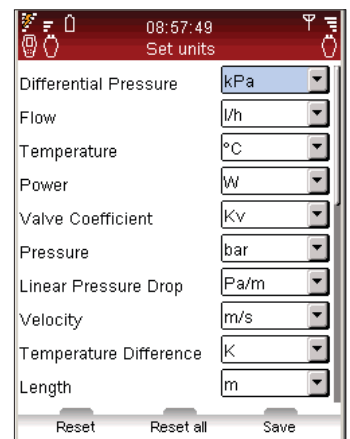 08:57:49
Set units
Differential Pressure kPa
Flow l/h
Temperature °C
Power W
Valve Coefficient Kv
Pressure bar
Linear Pressure Drop Pa/m
Velocity m/s
Temperature Difference K
Length m
Reset Reset all Save